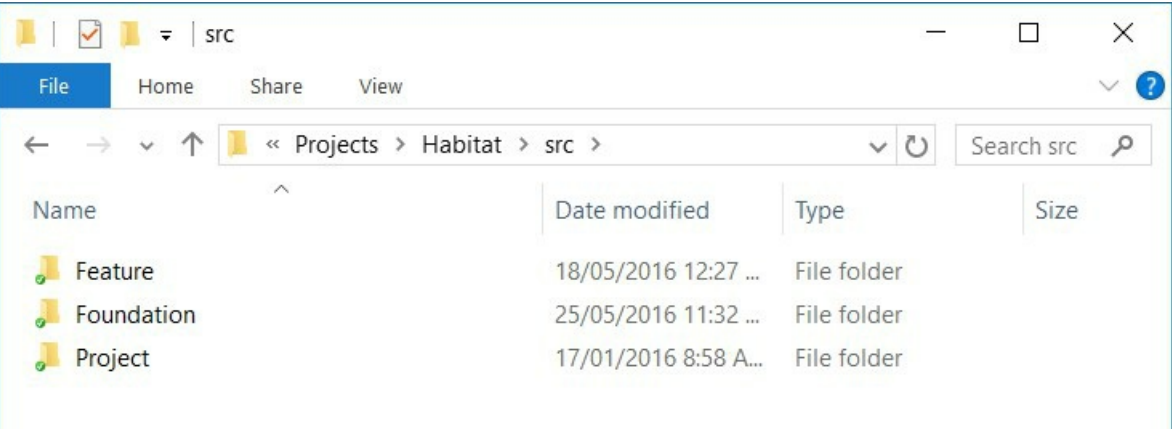 src
File Home Share View ?
« Projects > Habitat > src > Search src
Name Date modified Type Size
Feature 18/05/2016 12:27 ... File folder
Foundation 25/05/2016 11:32 ... File folder
Project 17/01/2016 8:58 A... File folder